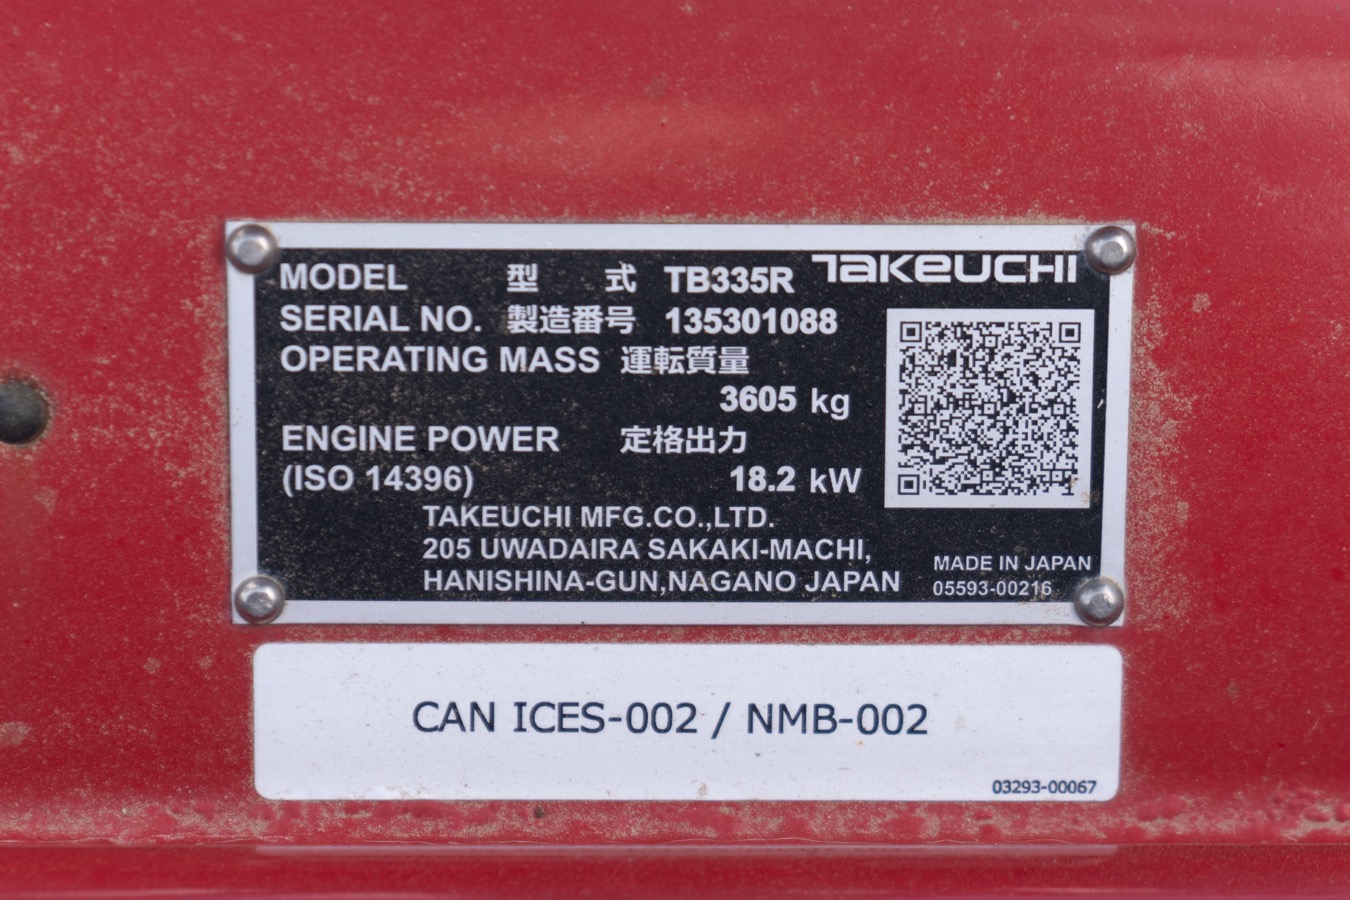 TAKEUCHI
MODEL 型 式 TB335R
SERIAL NO. 製造番号 135301088
OPERATING MASS 運転質量
3605 kg
ENGINE POWER 定格出力
(ISO 14396) 18.2 kW
TAKEUCHI MFG.CO.,LTD.
205 UWADAIRA SAKAKI-MACHI,
HANISHINA-GUN,NAGANO JAPAN
MADE IN JAPAN
05593-00216
CAN ICES-002 / NMB-002
03293-00067